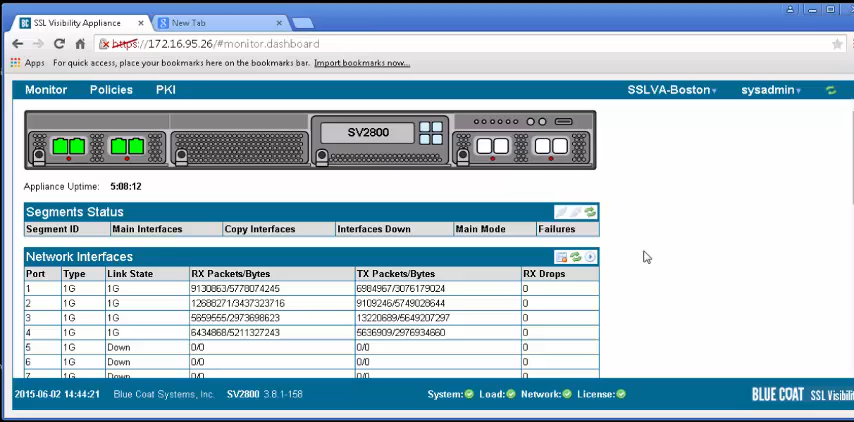 SSL Visibility Appliance × New Tab ×
https://172.16.95.26/#monitor.dashboard
Apps For quick access, place your bookmarks here on the bookmarks bar. Import bookmarks now...
Monitor Policies PKI SSLVA-Boston sysadmin
SV2800
Appliance Uptime: 5:08:12
Segments Status
Segment ID Main Interfaces Copy Interfaces Interfaces Down Main Mode Failures
Network Interfaces
Port Type Link State RX Packets/Bytes TX Packets/Bytes RX Drops
1 1G 1G 9130863/5778074245 6984967/3076179024 0
2 1G 1G 12688271/3437323716 9109246/5749028644 0
3 1G 1G 5659555/2973698623 13220689/5649207297 0
4 1G 1G 6434868/5211327243 5636909/2976934660 0
5 1G Down 0/0 0/0 0
6 1G Down 0/0 0/0 0
2015-06-02 14:44:21 Blue Coat Systems, Inc. SV2800 3.8.1-158 System: Load: Network: License: BLUE COAT SSL Visibili